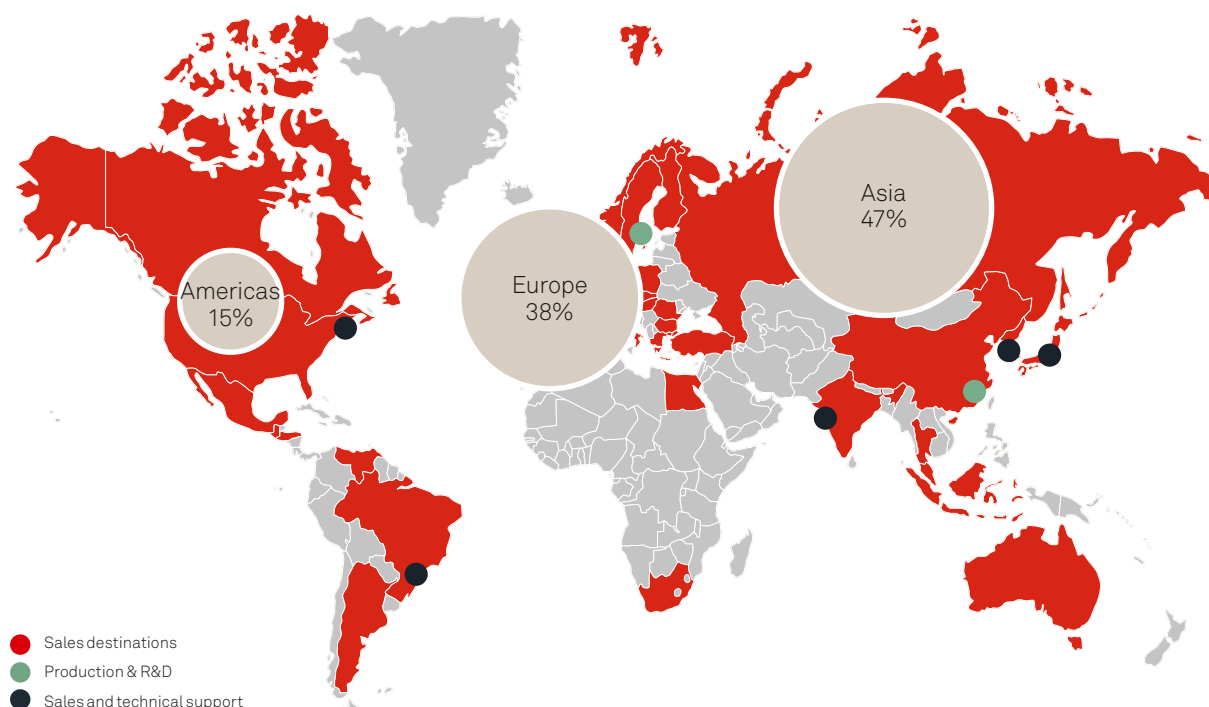 Asia
47%
Europe
38%
Americas
15%
Sales destinations
Production & R&D
Sales and technical support